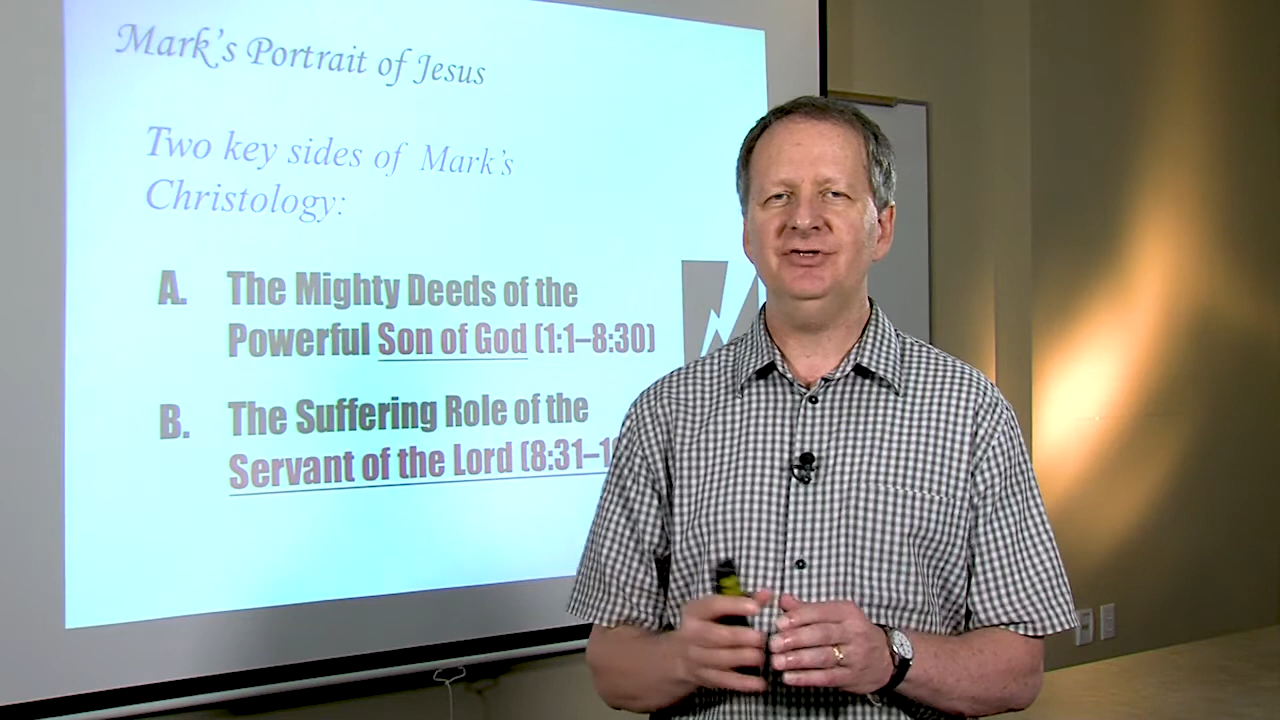 Mark's Portrait of Jesus
Two key sides of Mark's
Christology:
A. The Mighty Deeds of the
Powerful Son of God (1:1–8:30)
B. The Suffering Role of the
Servant of the Lord (8:31–1